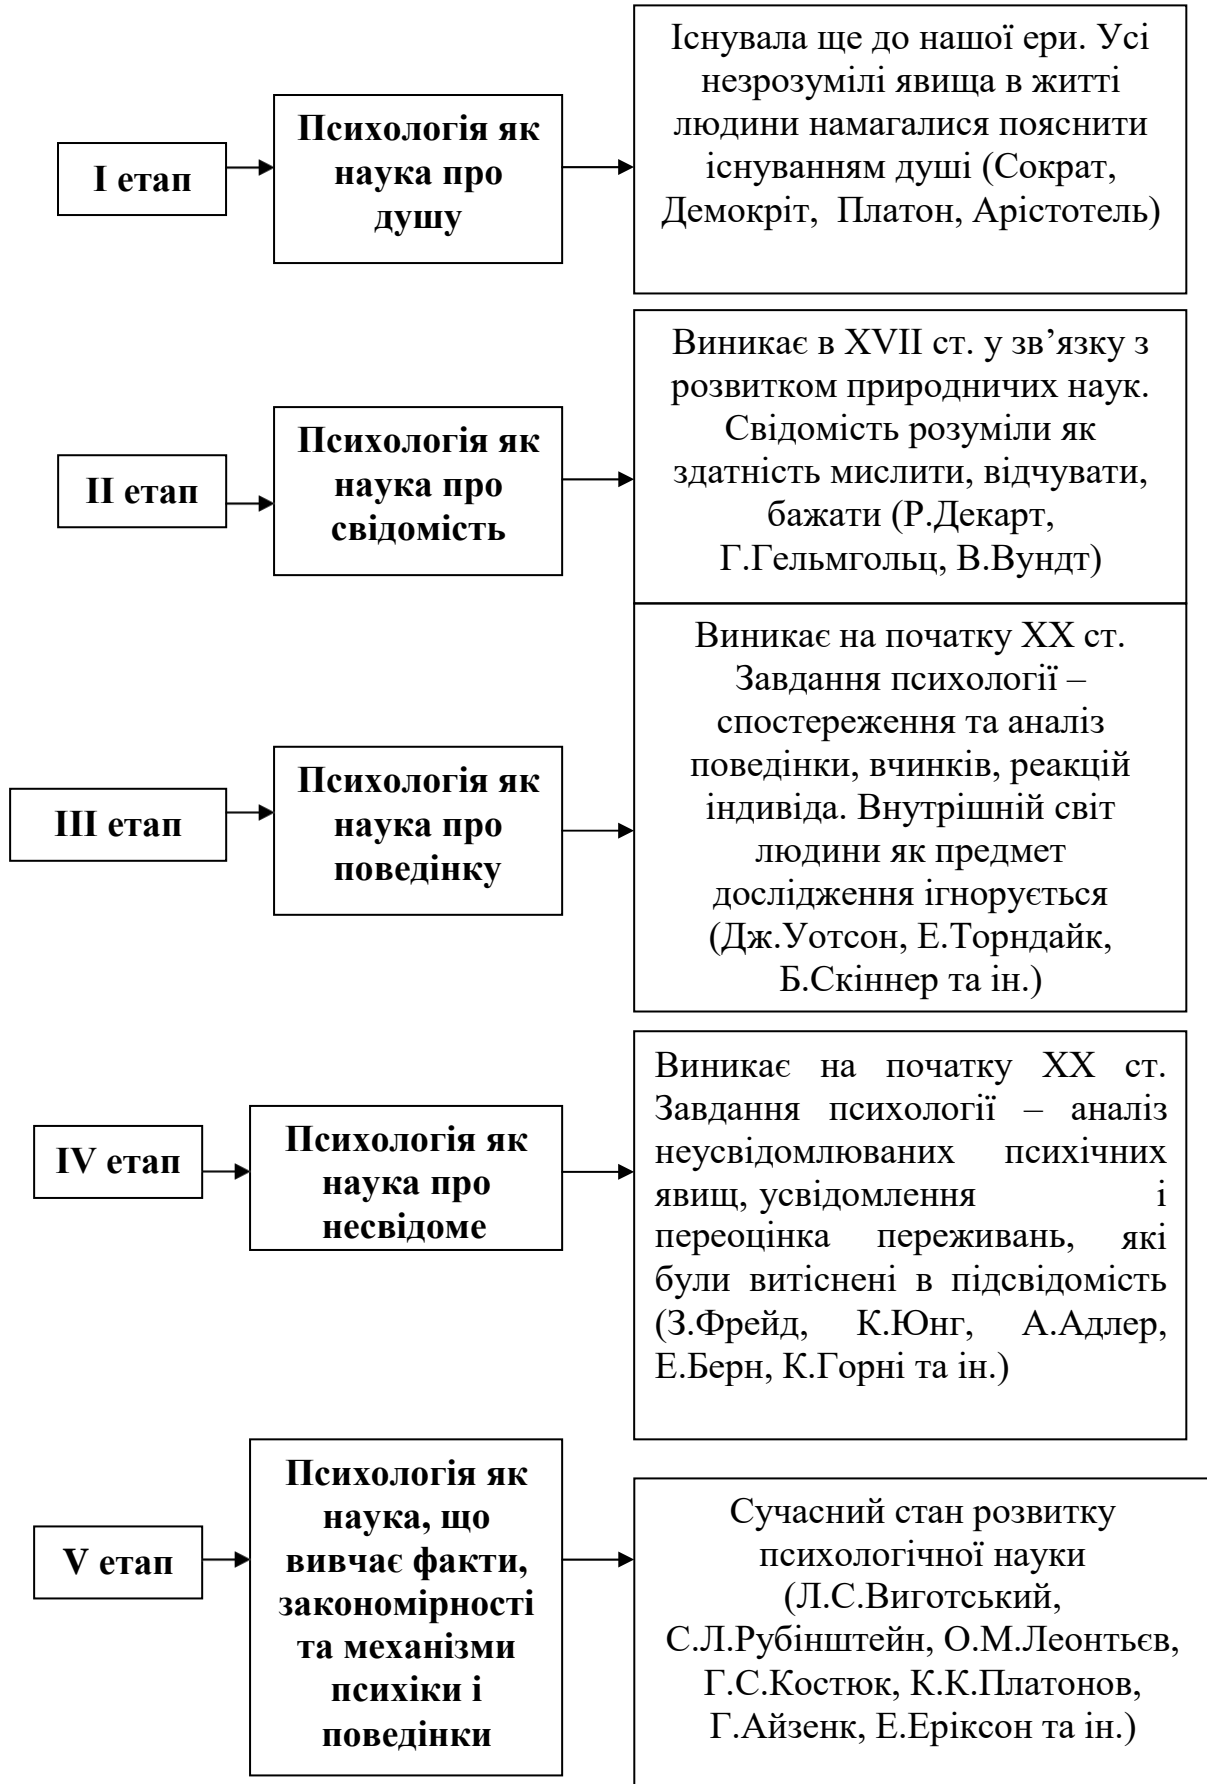 І етап
Психологія як
наука про
душу
Існувала ще до нашої ери. Усі
незрозумілі явища в житті
людини намагалися пояснити
існуванням душі (Сократ,
Демокріт, Платон, Арістотель)
ІІ етап
Психологія як
наука про
свідомість
Виникає в XVII ст. у зв’язку з
розвитком природничих наук.
Свідомість розуміли як
здатність мислити, відчувати,
бажати (Р.Декарт,
Г.Гельмгольц, В.Вундт)
ІІІ етап
Психологія як
наука про
поведінку
Виникає на початку ХХ ст.
Завдання психології –
спостереження та аналіз
поведінки, вчинків, реакцій
індивіда. Внутрішній світ
людини як предмет
дослідження ігнорується
(Дж.Уотсон, Е.Торндайк,
Б.Скіннер та ін.)
IV етап
Психологія як
наука про
несвідоме
Виникає на початку ХХ ст.
Завдання психології – аналіз
неусвідомлюваних психічних
явищ, усвідомлення і
переоцінка переживань, які
були витіснені в підсвідомість
(З.Фрейд, К.Юнг, А.Адлер,
Е.Берн, К.Горні та ін.)
V етап
Психологія як
наука, що
вивчає факти,
закономірності
та механізми
психіки і
поведінки
Сучасний стан розвитку
психологічної науки
(Л.С.Виготський,
С.Л.Рубінштейн, О.М.Леонтьєв,
Г.С.Костюк, К.К.Платонов,
Г.Айзенк, Е.Еріксон та ін.)